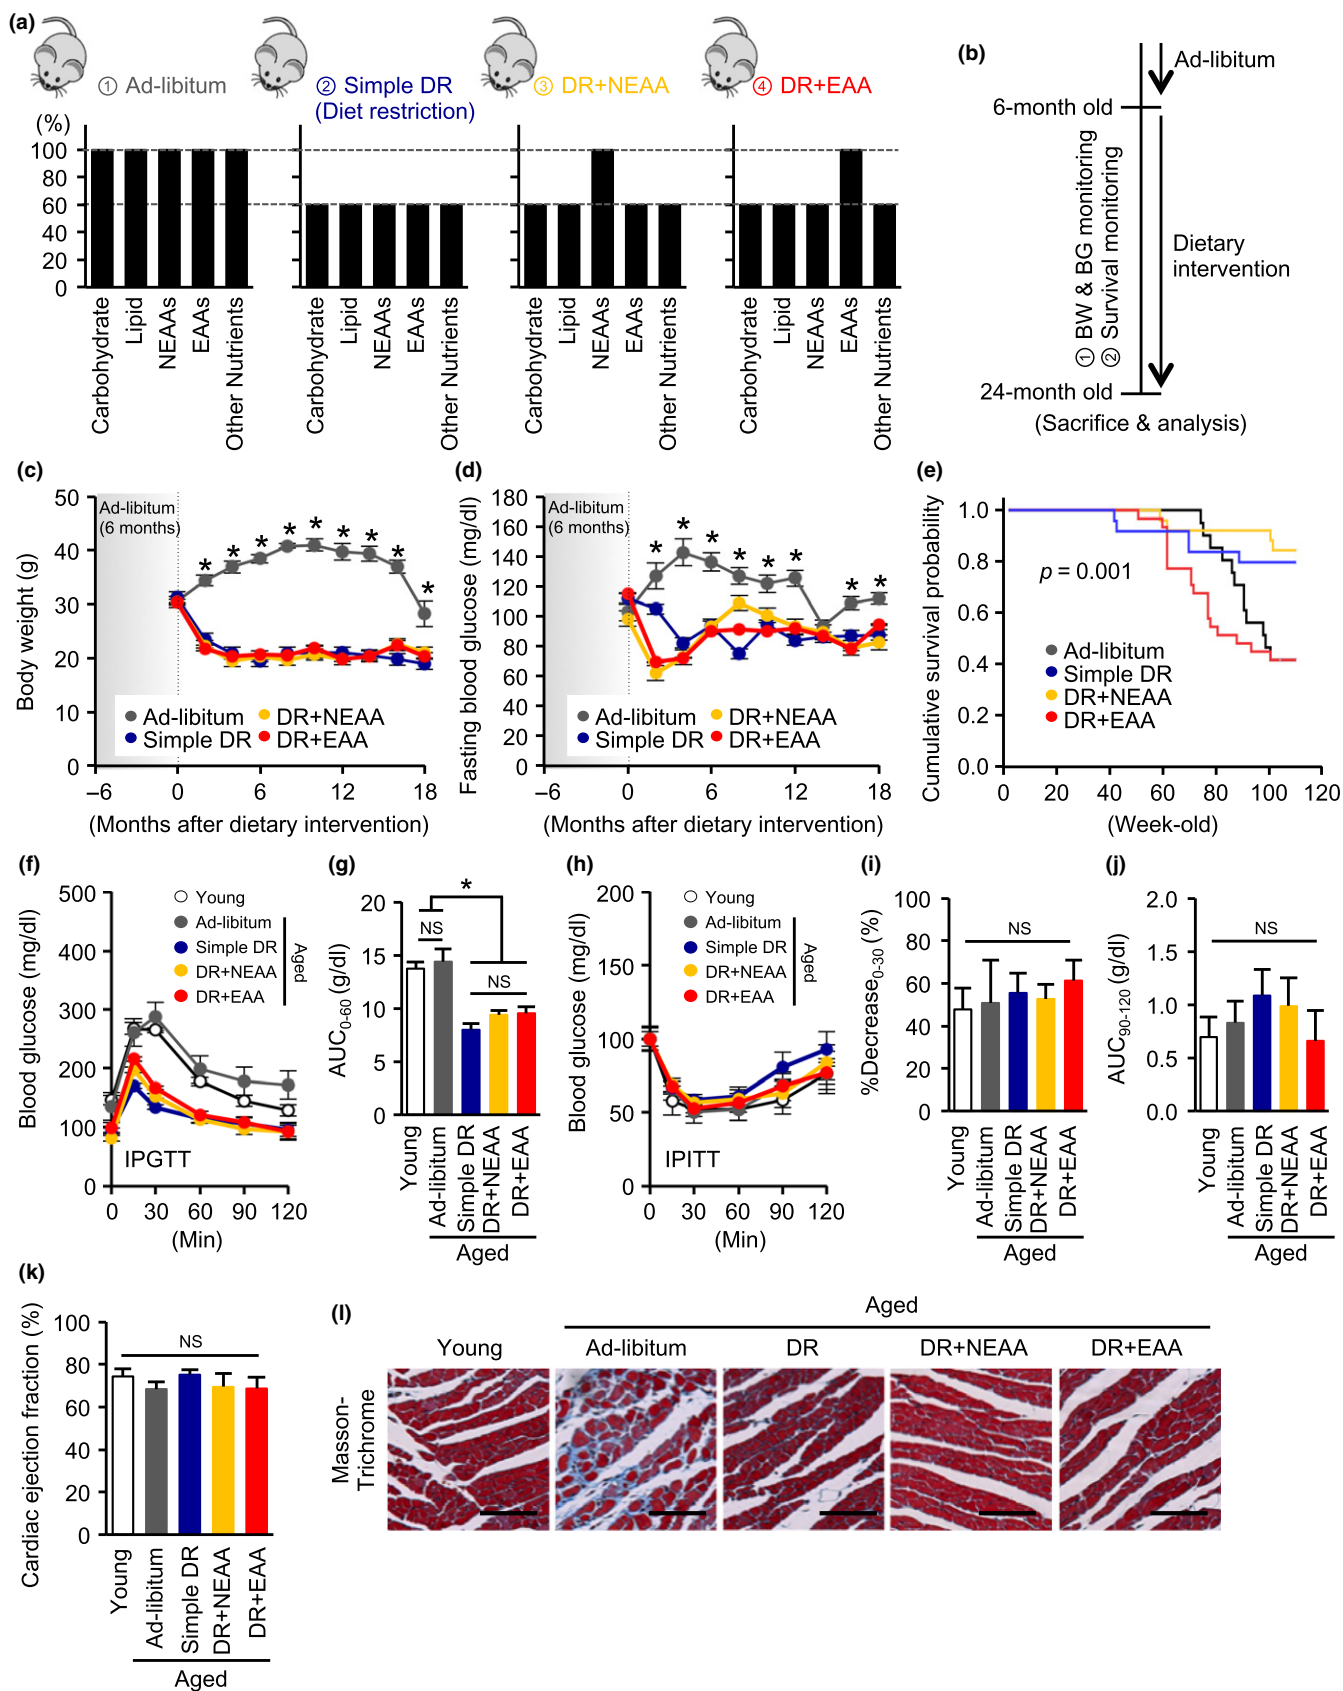 (a)
① Ad-libitum
② Simple DR
(Diet restriction)
③ DR+NEAA
④ DR+EAA
(%)
100
80
60
40
20
0
Carbohydrate
Lipid
NEAAs
EAAs
Other Nutrients
Carbohydrate
Lipid
NEAAs
EAAs
Other Nutrients
Carbohydrate
Lipid
NEAAs
EAAs
Other Nutrients
Carbohydrate
Lipid
NEAAs
EAAs
Other Nutrients
(b)
Ad-libitum
6-month old
① BW & BG monitoring
② Survival monitoring
Dietary
intervention
24-month old
(Sacrifice & analysis)
(c)
Body weight (g)
50
40
30
20
10
0
Ad-libitum
(6 months)
* * * * * * * * *
Ad-libitum
Simple DR
DR+NEAA
DR+EAA
–6 0 6 12 18
(Months after dietary intervention)
(d)
Fasting blood glucose (mg/dl)
180
160
140
120
100
80
60
40
20
0
Ad-libitum
(6 months)
* * * * * * * *
Ad-libitum
Simple DR
DR+NEAA
DR+EAA
–6 0 6 12 18
(Months after dietary intervention)
(e)
Cumulative survival probability
1.0
0.8
0.6
0.4
0.2
0.0
p = 0.001
Ad-libitum
Simple DR
DR+NEAA
DR+EAA
0 20 40 60 80 100 120
(Week-old)
(f)
Blood glucose (mg/dl)
500
400
300
200
100
0
Young
Ad-libitum
Simple DR
DR+NEAA
DR+EAA
Aged
IPGTT
0 30 60 90 120
(Min)
(g)
AUC0-60 (g/dl)
20
15
10
5
0
*
NS
NS
Young
Ad-libitum
Simple DR
DR+NEAA
DR+EAA
Aged
(h)
Blood glucose (mg/dl)
200
150
100
50
0
Young
Ad-libitum
Simple DR
DR+NEAA
DR+EAA
Aged
IPITT
0 30 60 90 120
(Min)
(i)
%Decrease0-30 (%)
100
80
60
40
20
0
NS
Young
Ad-libitum
Simple DR
DR+NEAA
DR+EAA
Aged
(j)
AUC90-120 (g/dl)
2.0
1.5
1.0
0.5
0.0
NS
Young
Ad-libitum
Simple DR
DR+NEAA
DR+EAA
Aged
(k)
Cardiac ejection fraction (%)
100
80
60
40
20
0
NS
Young
Ad-libitum
Simple DR
DR+NEAA
DR+EAA
Aged
(l)
Aged
Young
Ad-libitum
DR
DR+NEAA
DR+EAA
Masson-
Trichrome